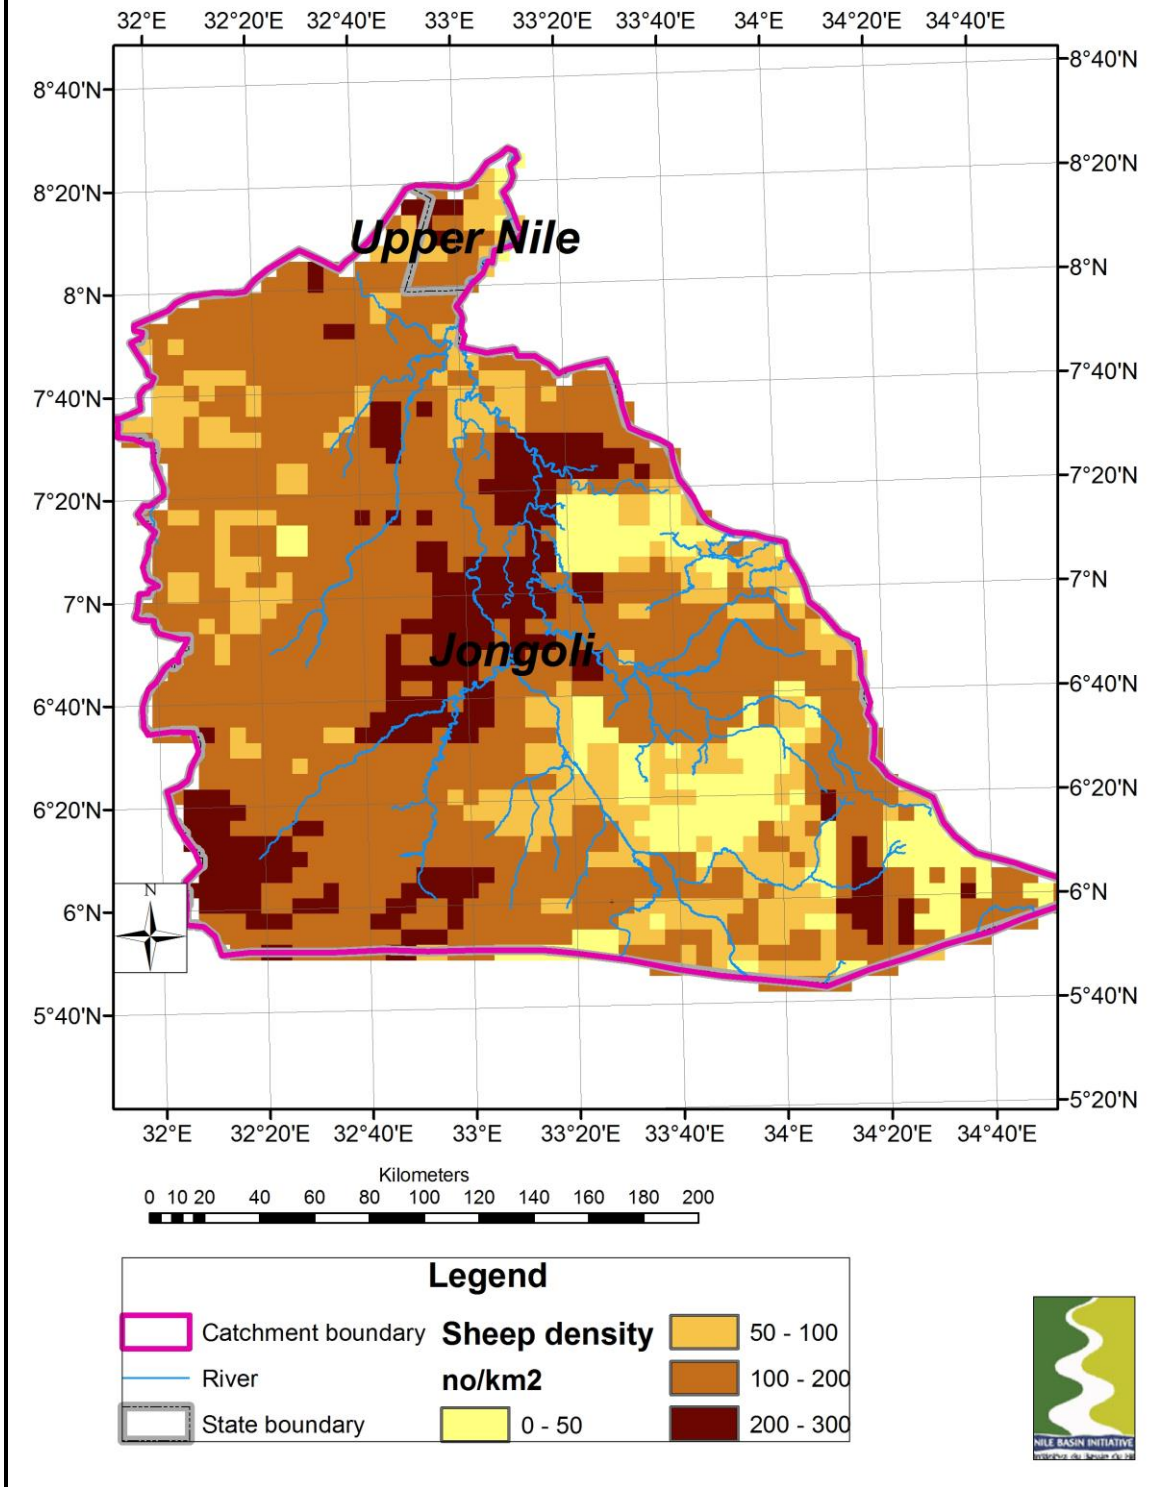 32°E 32°20'E 32°40'E 33°E 33°20'E 33°40'E 34°E 34°20'E 34°40'E
8°40'N 8°40'N
8°20'N 8°20'N
Upper Nile
8°N 8°N
7°40'N 7°40'N
7°20'N 7°20'N
7°N 7°N
Jongoli
6°40'N 6°40'N
6°20'N 6°20'N
6°N 6°N
N
5°40'N 5°40'N
5°20'N
32°E 32°20'E 32°40'E 33°E 33°20'E 33°40'E 34°E 34°20'E 34°40'E
Kilometers
0 10 20 40 60 80 100 120 140 160 180 200
Legend
Catchment boundary Sheep density 50 - 100
River no/km2 100 - 200
State boundary 0 - 50 200 - 300
NILE BASIN INITIATIVE